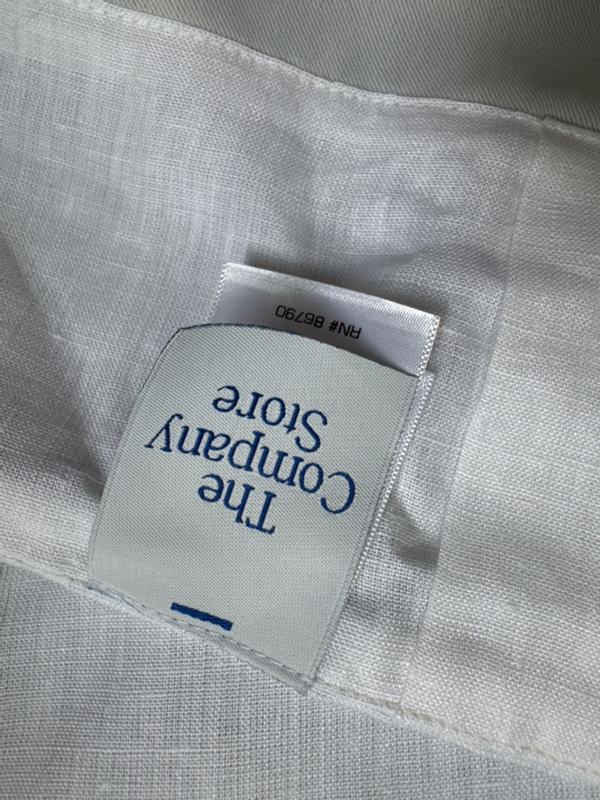 The
Company
Store
RN# 86790